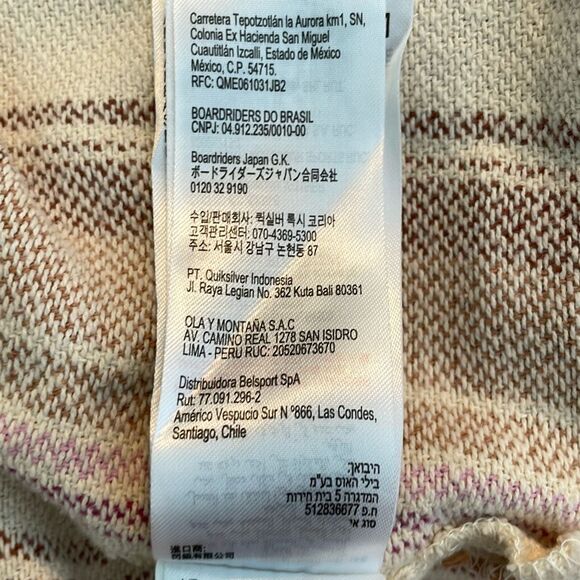 Carretera Tepotzotlán la Aurora km1, SN,
Colonia Ex Hacienda San Miguel
Cuautitlán Izcalli, Estado de México
México, C.P. 54715.
RFC: QME061031JB2
BOARDRIDERS DO BRASIL
CNPJ: 04.912.235/0010-00
Boardriders Japan G.K.
ボードライダーズジャパン合同会社
0120 32 9190
수입/판매회사: 퀵실버 록시 코리아
고객관리센터: 070-4369-5300
주소: 서울시 강남구 논현동 87
PT. Quiksilver Indonesia
Jl. Raya Legian No. 362 Kuta Bali 80361
OLA Y MONTAÑA S.A.C
AV. CAMINO REAL 1278 SAN ISIDRO
LIMA - PERU RUC: 20520673670
Distribuidora Belsport SpA
Rut: 77.091.296-2
Américo Vespucio Sur N º866, Las Condes,
Santiago, Chile
היבואן:
בילי האוס בע"מ
המדגרה 5 בית חירות
ח.פ 512836677
סוג אי
進口商: